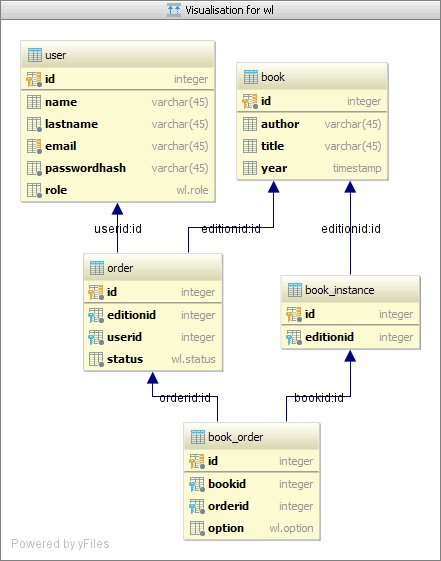 Visualisation for wl
user
id integer
name varchar(45)
lastname varchar(45)
email varchar(45)
passwordhash varchar(45)
role wl.role
book
id integer
author varchar(45)
title varchar(45)
year timestamp
userid:id
editionid:id
editionid:id
order
id integer
editionid integer
userid integer
status wl.status
book_instance
id integer
editionid integer
orderid:id
bookid:id
book_order
id integer
bookid integer
orderid integer
option wl.option
Powered by yFiles